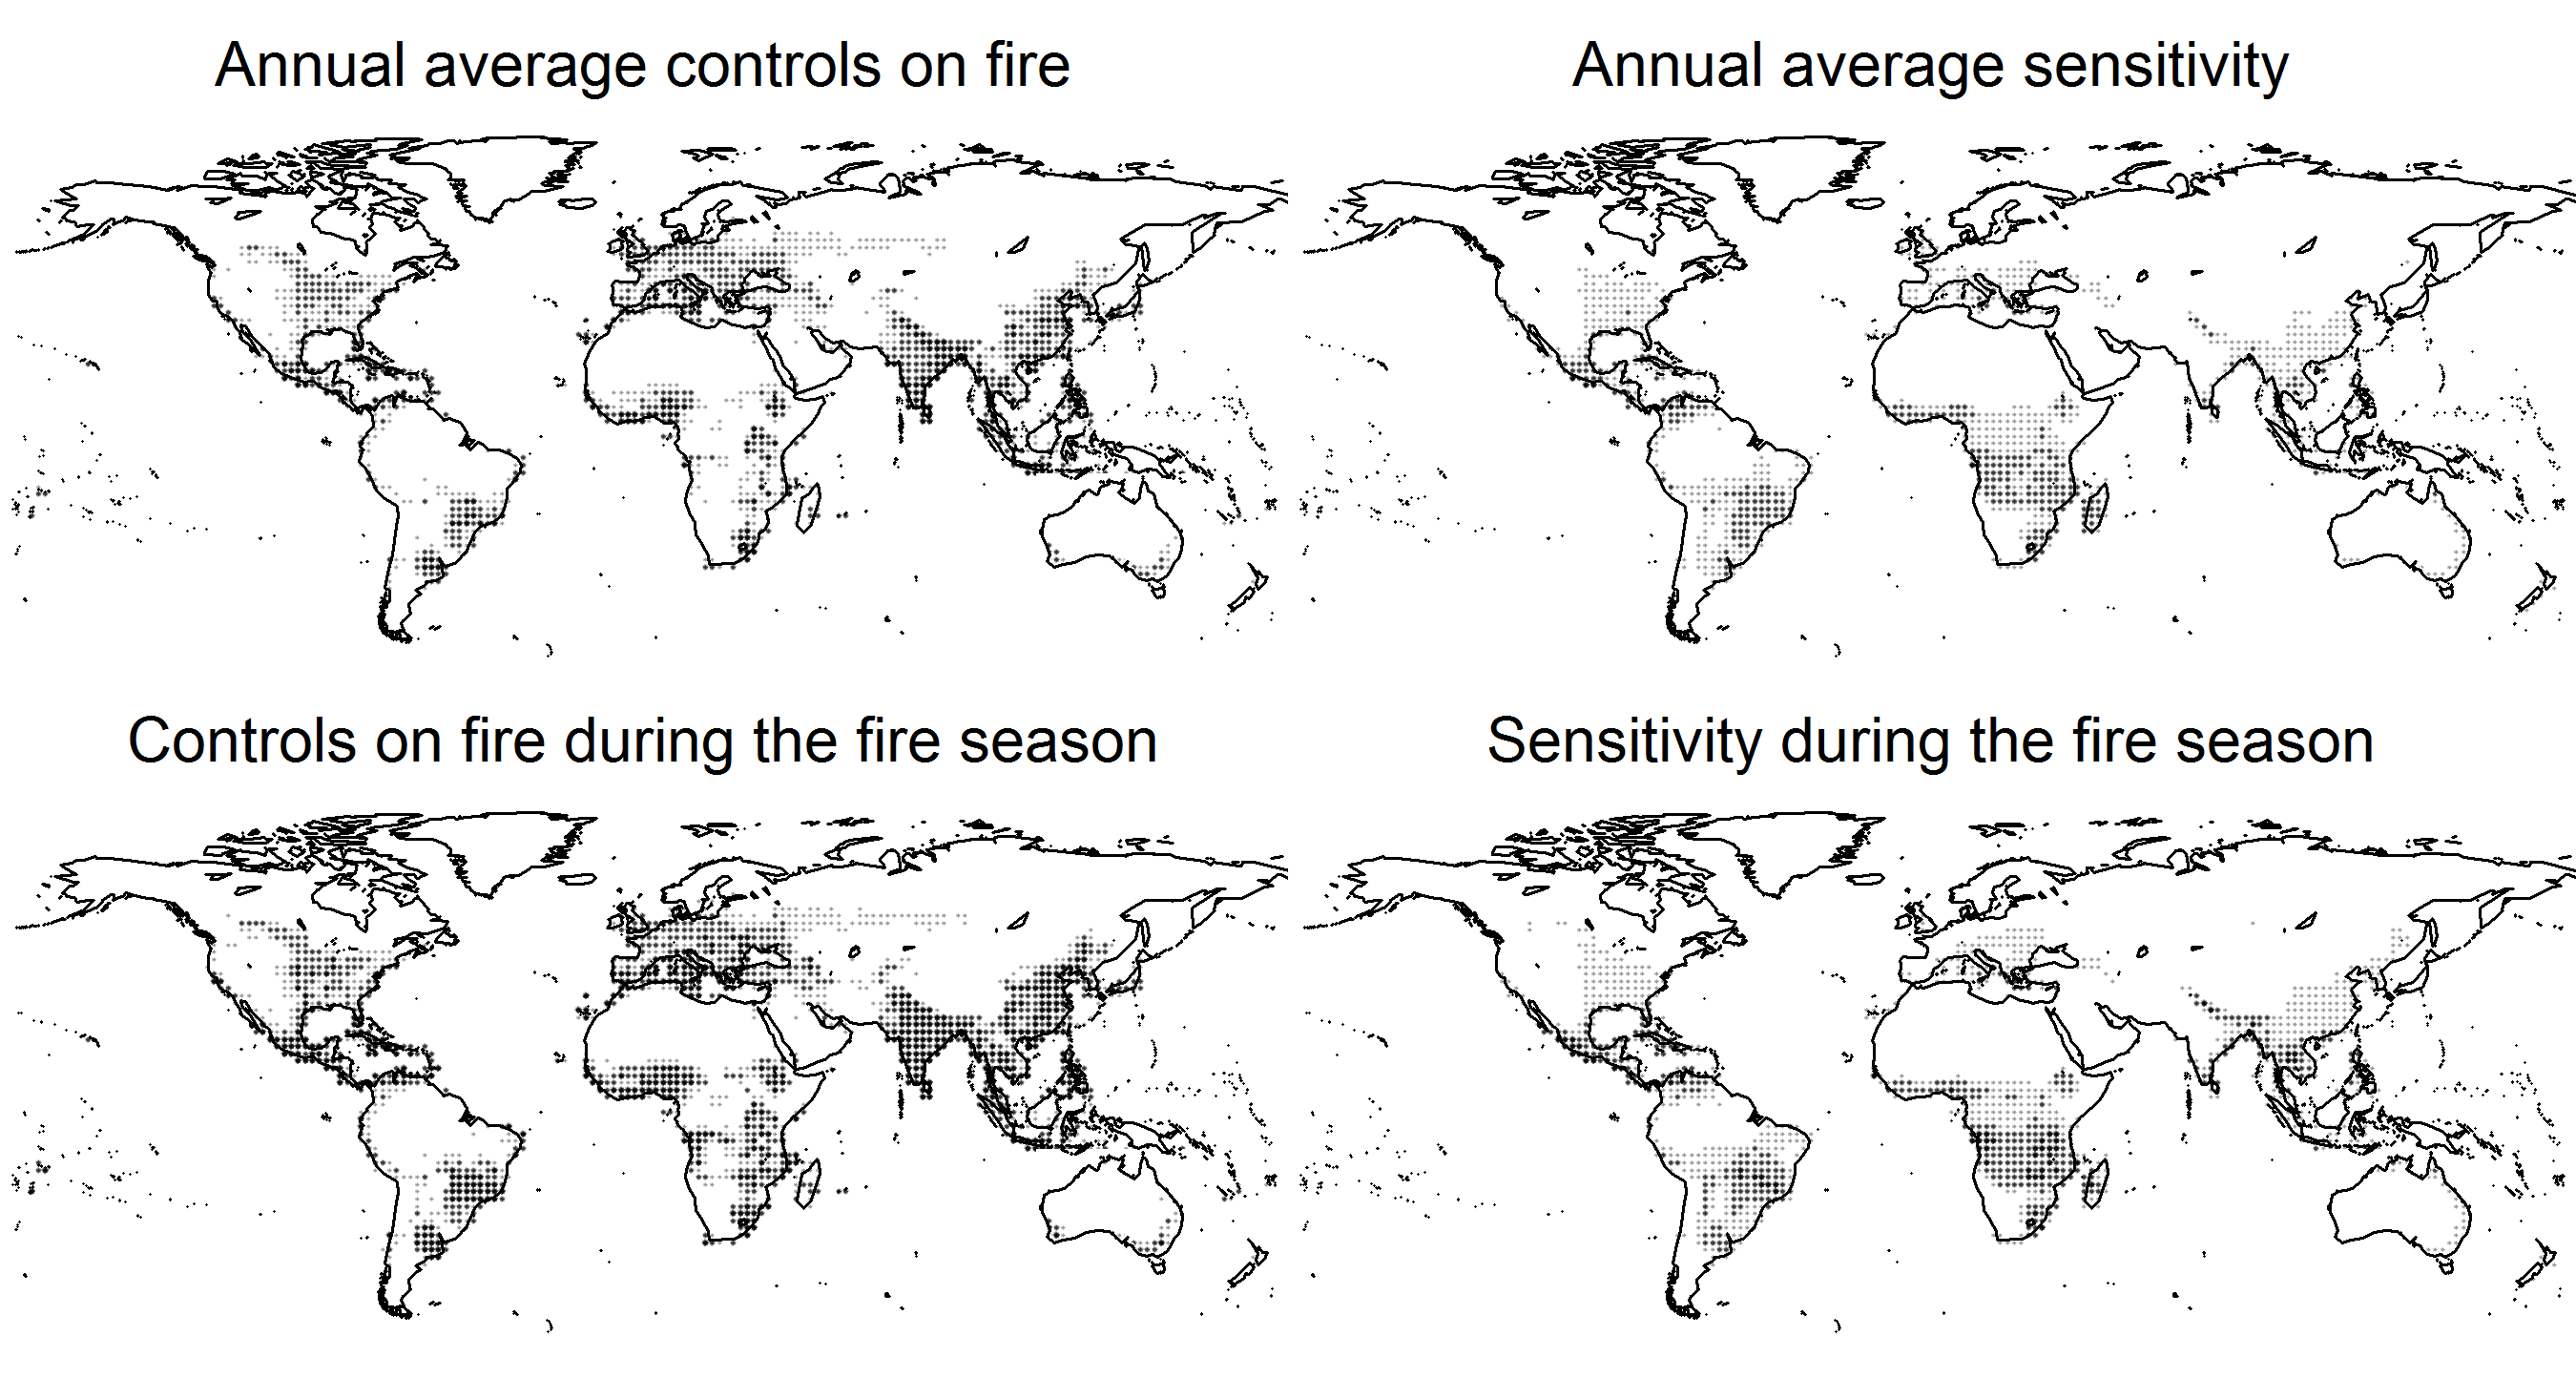 Annual average controls on fire
Annual average sensitivity
Controls on fire during the fire season
Sensitivity during the fire season